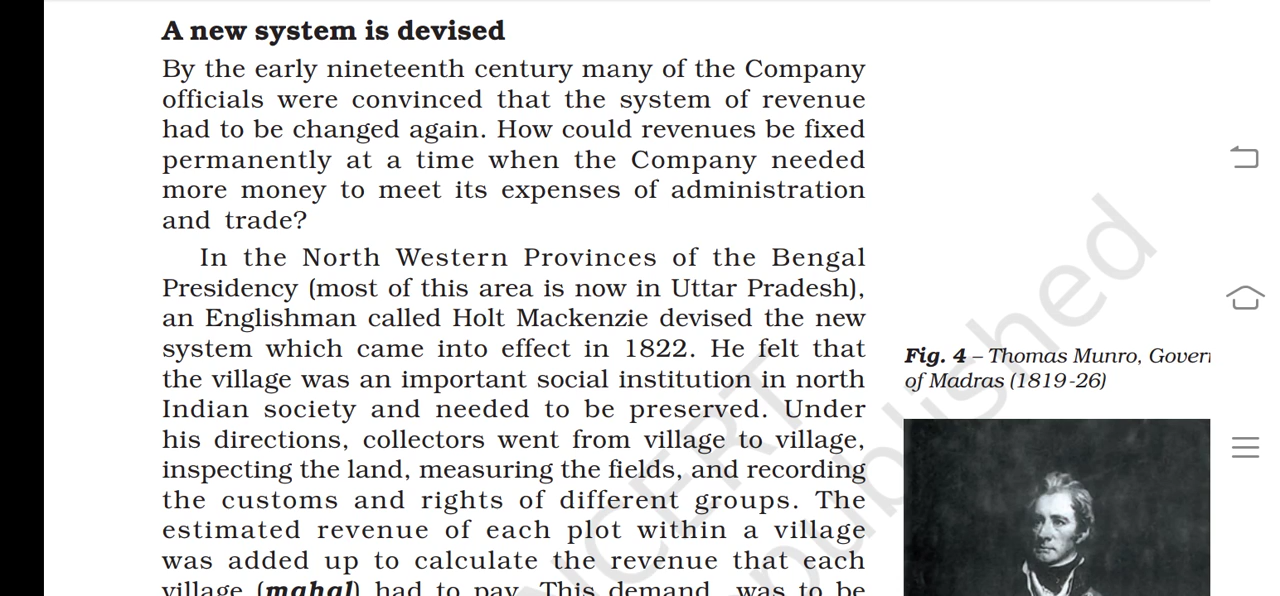 A new system is devised
By the early nineteenth century many of the Company
officials were convinced that the system of revenue
had to be changed again. How could revenues be fixed
permanently at a time when the Company needed
more money to meet its expenses of administration
and trade?
In the North Western Provinces of the Bengal
Presidency (most of this area is now in Uttar Pradesh),
an Englishman called Holt Mackenzie devised the new
system which came into effect in 1822. He felt that
the village was an important social institution in north
Indian society and needed to be preserved. Under
his directions, collectors went from village to village,
inspecting the land, measuring the fields, and recording
the customs and rights of different groups. The
estimated revenue of each plot within a village
was added up to calculate the revenue that each
village (mahal) had to pay. This demand was to be
Fig. 4 – Thomas Munro, Govern
of Madras (1819-26)
NCERT
published